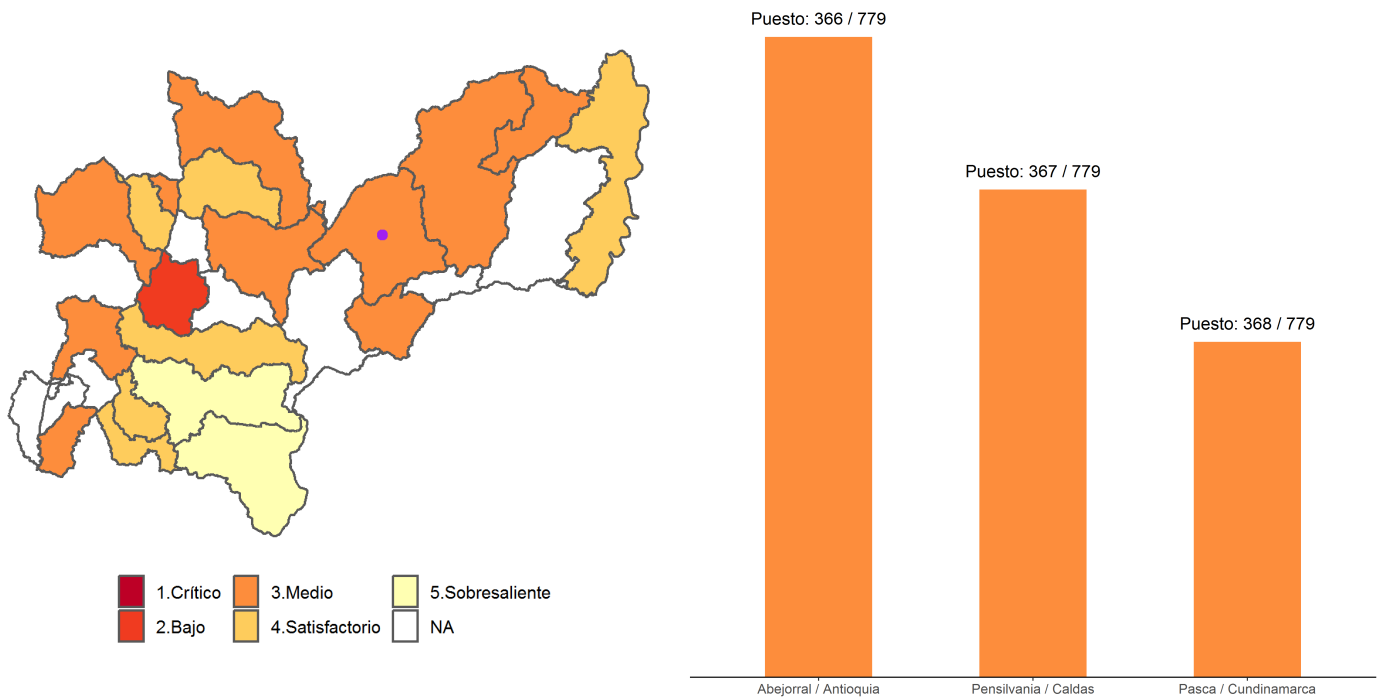 Puesto: 366 / 779
Puesto: 367 / 779
Puesto: 368 / 779
1.Crítico
3.Medio
5.Sobresaliente
2.Bajo
4.Satisfactorio
NA
Abejorral / Antioquia
Pensilvania / Caldas
Pasca / Cundinamarca